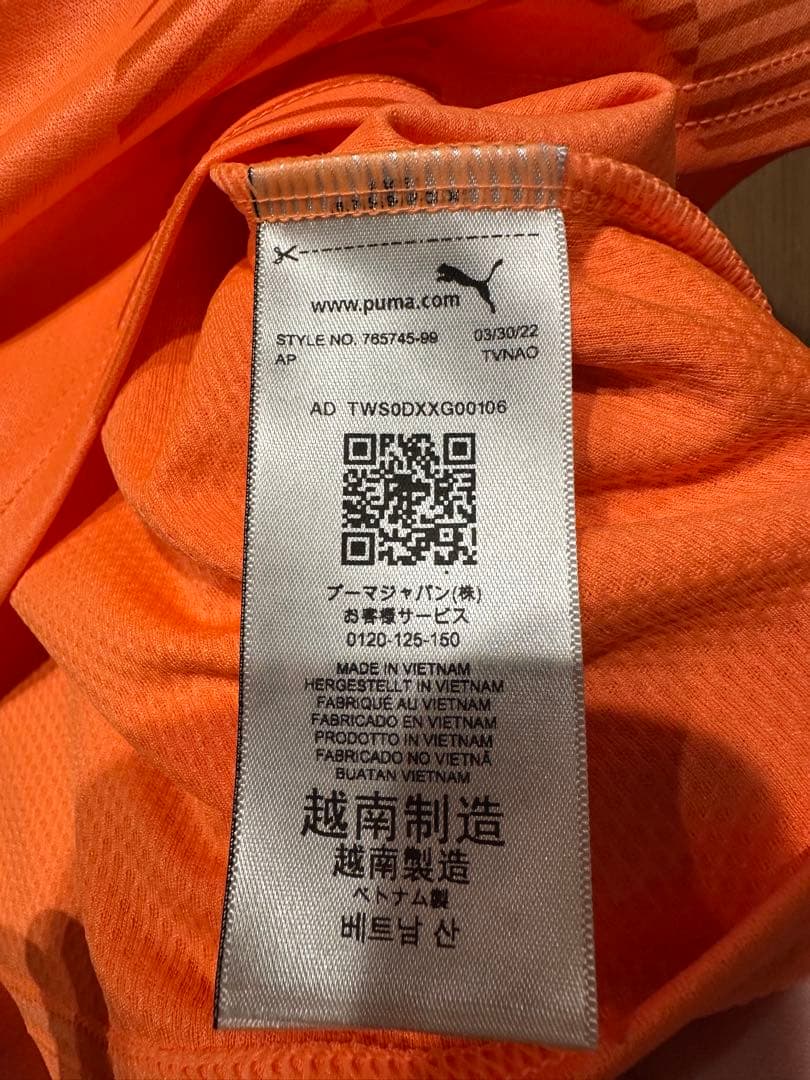 www.puma.com
STYLE NO. 765745-99 03/30/22
AP TVNAO
AD TWS0DXXG00106
プーマジャパン(株)
お客様サービス
0120-125-150
MADE IN VIETNAM
HERGESTELLT IN VIETNAM
FABRIQUÉ AU VIETNAM
FABRICADO EN VIETNAM
PRODOTTO IN VIETNAM
FABRICADO NO VIETNÃ
BUATAN VIETNAM
越南制造
越南製造
ベトナム製
베트남 산